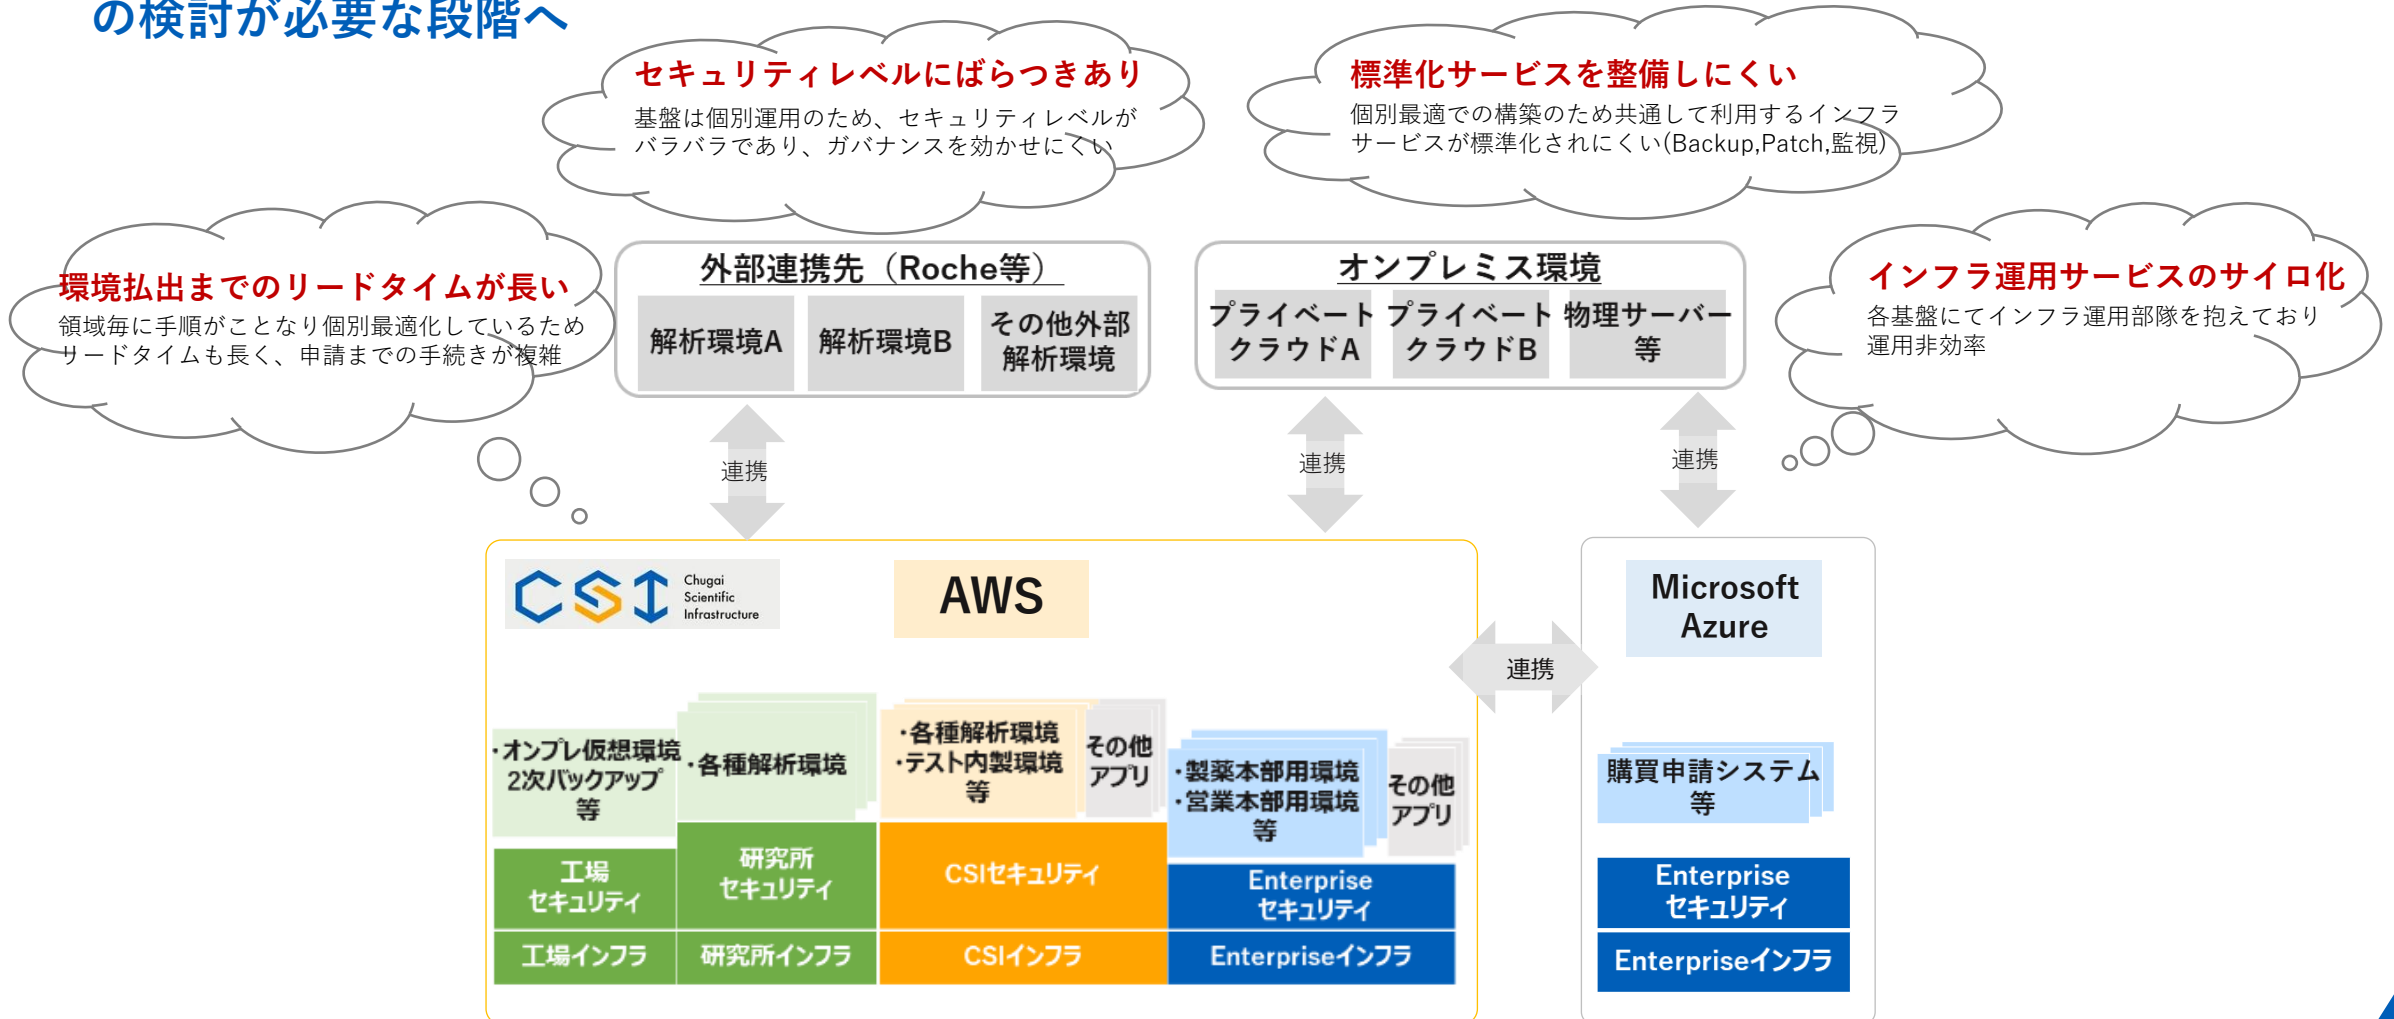 の検討が必要な段階へ
セキュリティレベルにばらつきあり
基盤は個別運用のため、セキュリティレベルが
バラバラであり、ガバナンスを効かせにくい
標準化サービスを整備しにくい
個別最適での構築のため共通して利用するインフラ
サービスが標準化されにくい(Backup,Patch,監視)
環境払出までのリードタイムが長い
領域毎に手順がことなり個別最適化しているため
リードタイムも長く、申請までの手続きが複雑
インフラ運用サービスのサイロ化
各基盤にてインフラ運用部隊を抱えており
運用非効率
外部連携先（Roche等）
解析環境A
解析環境B
その他外部
解析環境
オンプレミス環境
プライベート
クラウドA
プライベート
クラウドB
物理サーバー
等
連携
連携
連携
CSI
Chugai
Scientific
Infrastructure
AWS
Microsoft
Azure
連携
・オンプレ仮想環境
2次バックアップ
等
・各種解析環境
・各種解析環境
・テスト内製環境
等
その他
アプリ
・製薬本部用環境
・営業本部用環境
等
その他
アプリ
購買申請システム
等
工場
セキュリティ
研究所
セキュリティ
CSIセキュリティ
Enterprise
セキュリティ
Enterprise
セキュリティ
工場インフラ
研究所インフラ
CSIインフラ
Enterpriseインフラ
Enterpriseインフラ